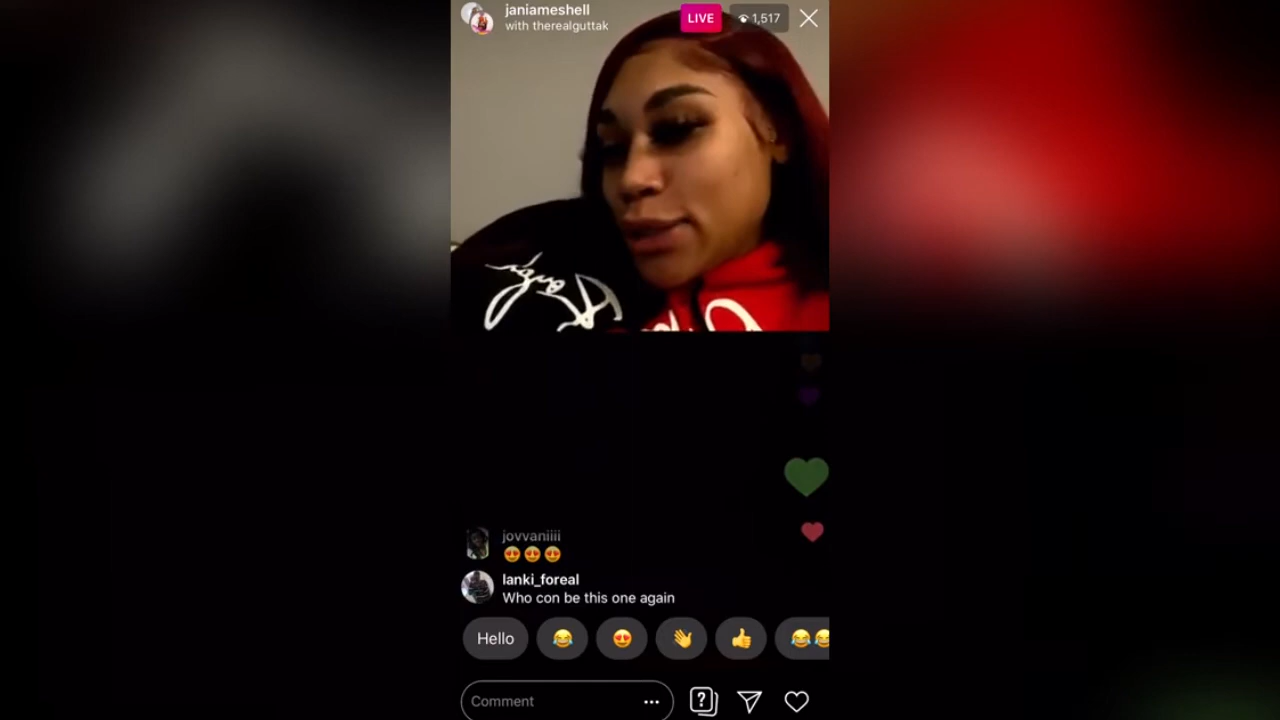 janiameshell
with therealguttak
LIVE
1,517
jovvaniiii
😍😍😍
lanki_foreal
Who con be this one again
Hello
Comment